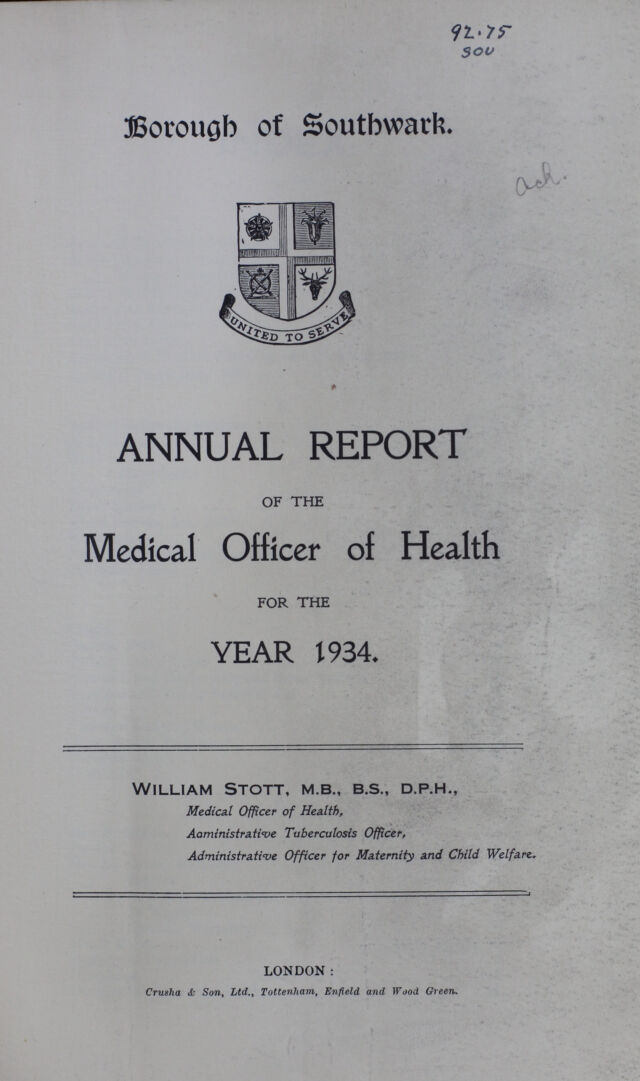 92.75
SOU
Borough of Southwark.
ack.
UNITED TO SERVE
ANNUAL REPORT
OF THE
Medical Officer of Health
FOR THE
YEAR 1934.
WILLIAM STOTT, M.B., B.S., D.P.H.,
Medical Officer of Health,
Aaministrative Tuberculosis Officer,
Administrative Officer for Maternity and Child Welfare.
LONDON :
Crusha & Son, Ltd., Tottenham, Enfield and Wood Green.